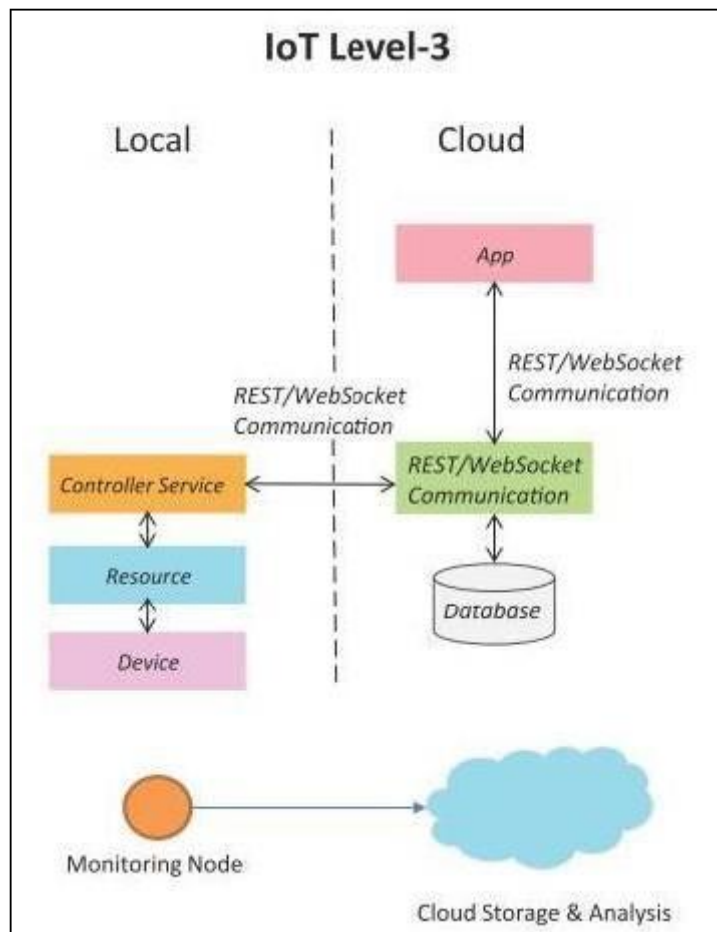 IoT Level-3
Local
Cloud
App
REST/WebSocket
Communication
REST/WebSocket
Communication
Controller Service
REST/WebSocket
Communication
Resource
Device
Database
Monitoring Node
Cloud Storage & Analysis